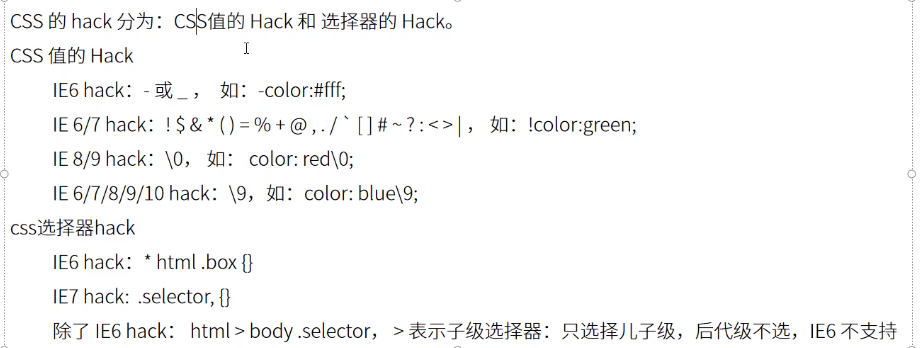 CSS 的 hack 分为：CSS值的 Hack 和 选择器的 Hack。
CSS 值的 Hack
IE6 hack：- 或 _ ， 如：-color:#fff;
IE 6/7 hack：! $ & * ( ) = % + @ , . / ` [ ] # ~ ? : < > | ， 如：!color:green;
IE 8/9 hack：\0， 如： color: red\0;
IE 6/7/8/9/10 hack：\9，如：color: blue\9;
css选择器hack
IE6 hack：* html .box {}
IE7 hack: .selector, {}
除了 IE6 hack： html > body .selector， > 表示子级选择器：只选择儿子级，后代级不选，IE6 不支持